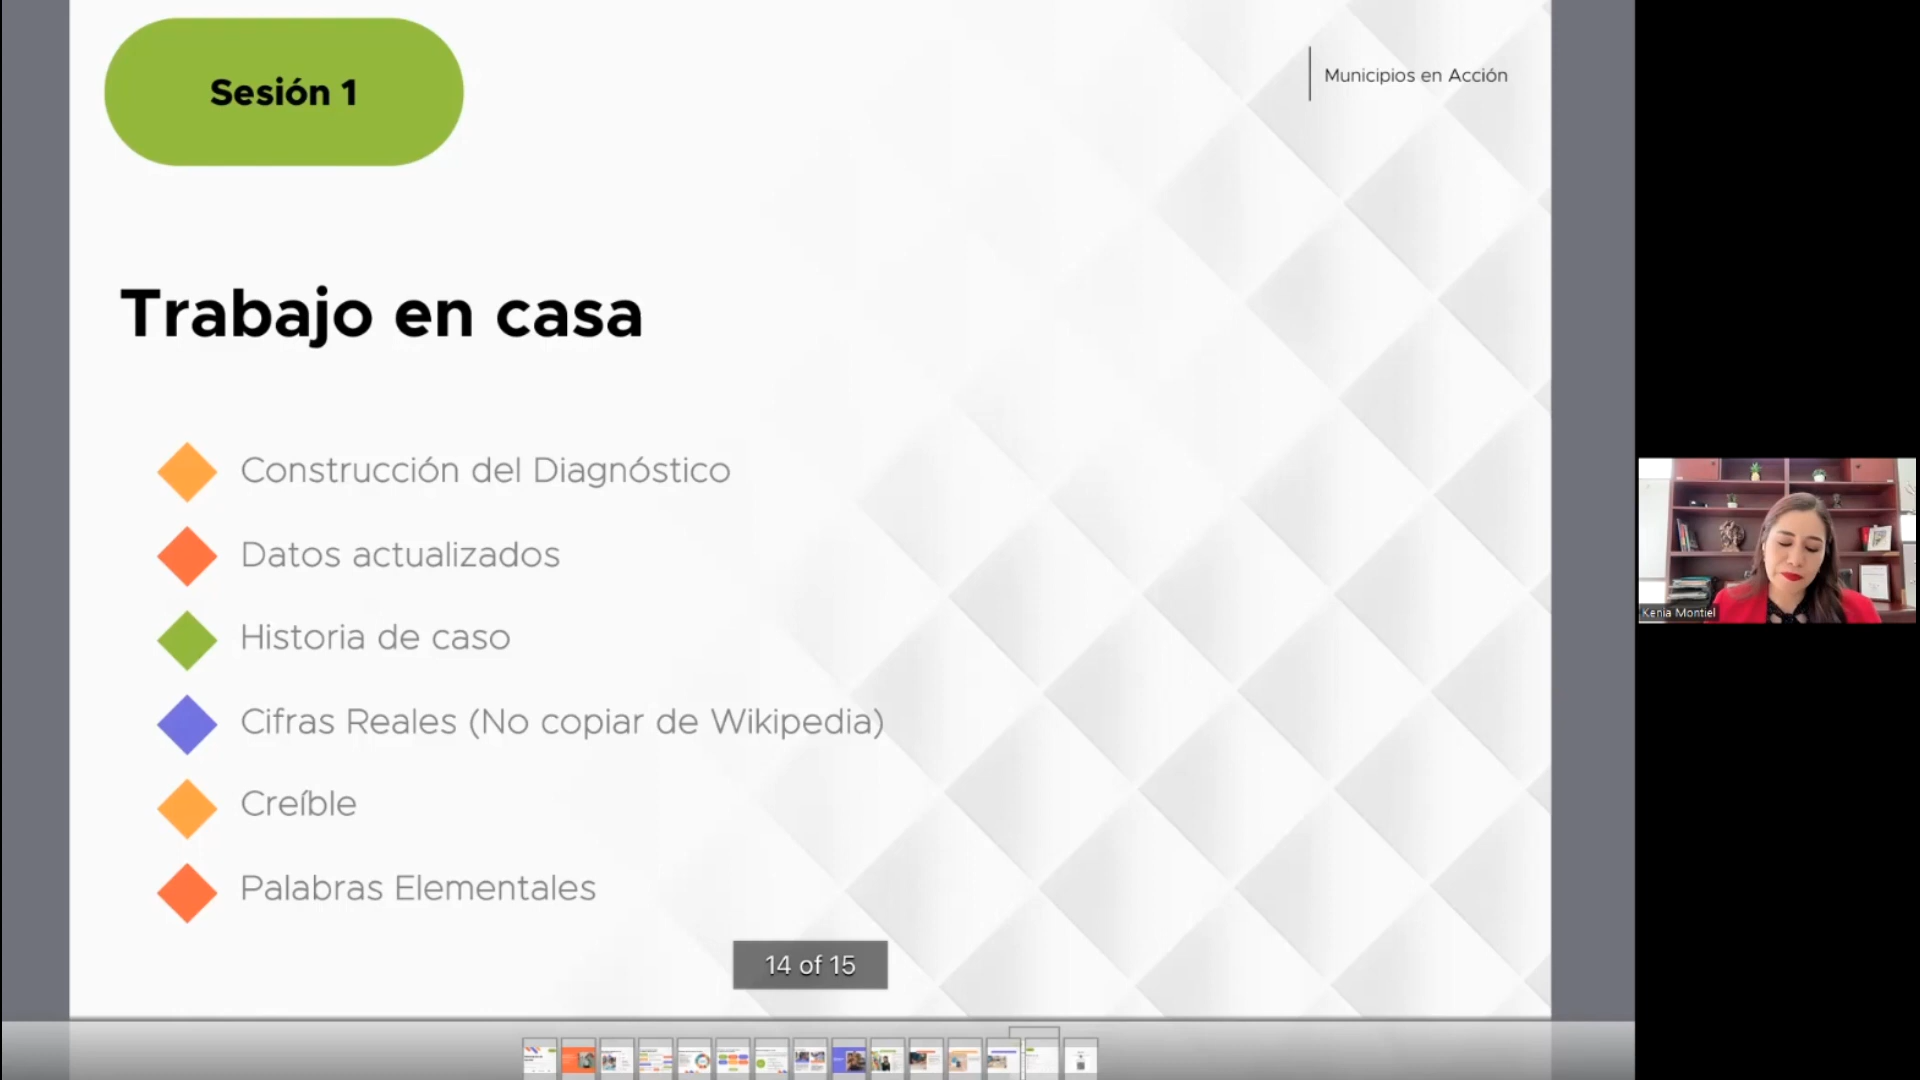 Sesión 1
Municipios en Acción
Trabajo en casa
Construcción del Diagnóstico
Datos actualizados
Historia de caso
Cifras Reales (No copiar de Wikipedia)
Creíble
Palabras Elementales
14 of 15
Kenia Montiel